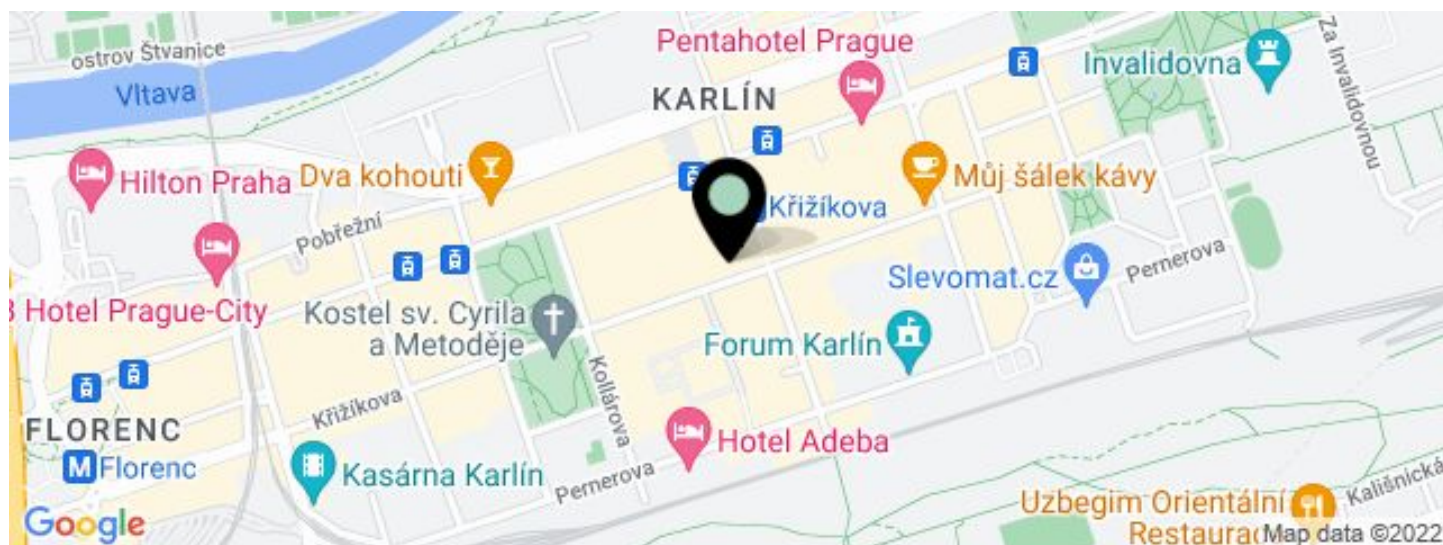 ostrov Štvanice
Vltava
Pentahotel Prague
KARLÍN
Invalidovna
Za Invalidovnou
Hilton Praha
Dva kohouti
Můj šálek kávy
Křižíkova
Pobřežní
Hotel Prague-City
Kostel sv. Cyrila
a Metoděje
Slevomat.cz
Pernerova
Forum Karlín
Kollárova
Křižíkova
FLORENC
M
Florenc
Kasárna Karlín
Hotel Adeba
Pernerova
Uzbegim Orientální
Kališnická
Google
Map data ©2022